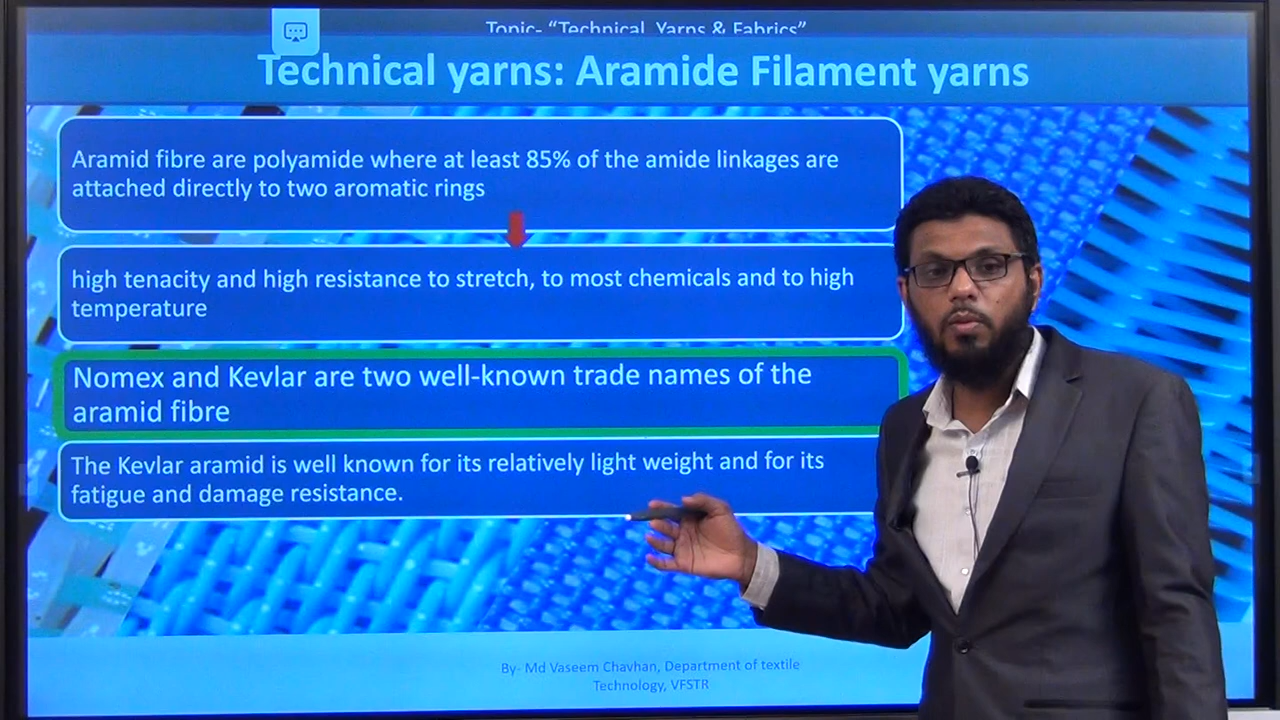 Topic- “Technical Yarns & Fabrics”
Technical yarns: Aramide Filament yarns
Aramid fibre are polyamide where at least 85% of the amide linkages are
attached directly to two aromatic rings
high tenacity and high resistance to stretch, to most chemicals and to high
temperature
Nomex and Kevlar are two well-known trade names of the
aramid fibre
The Kevlar aramid is well known for its relatively light weight and for its
fatigue and damage resistance.
By- Md Vaseem Chavhan, Department of textile
Technology, VFSTR